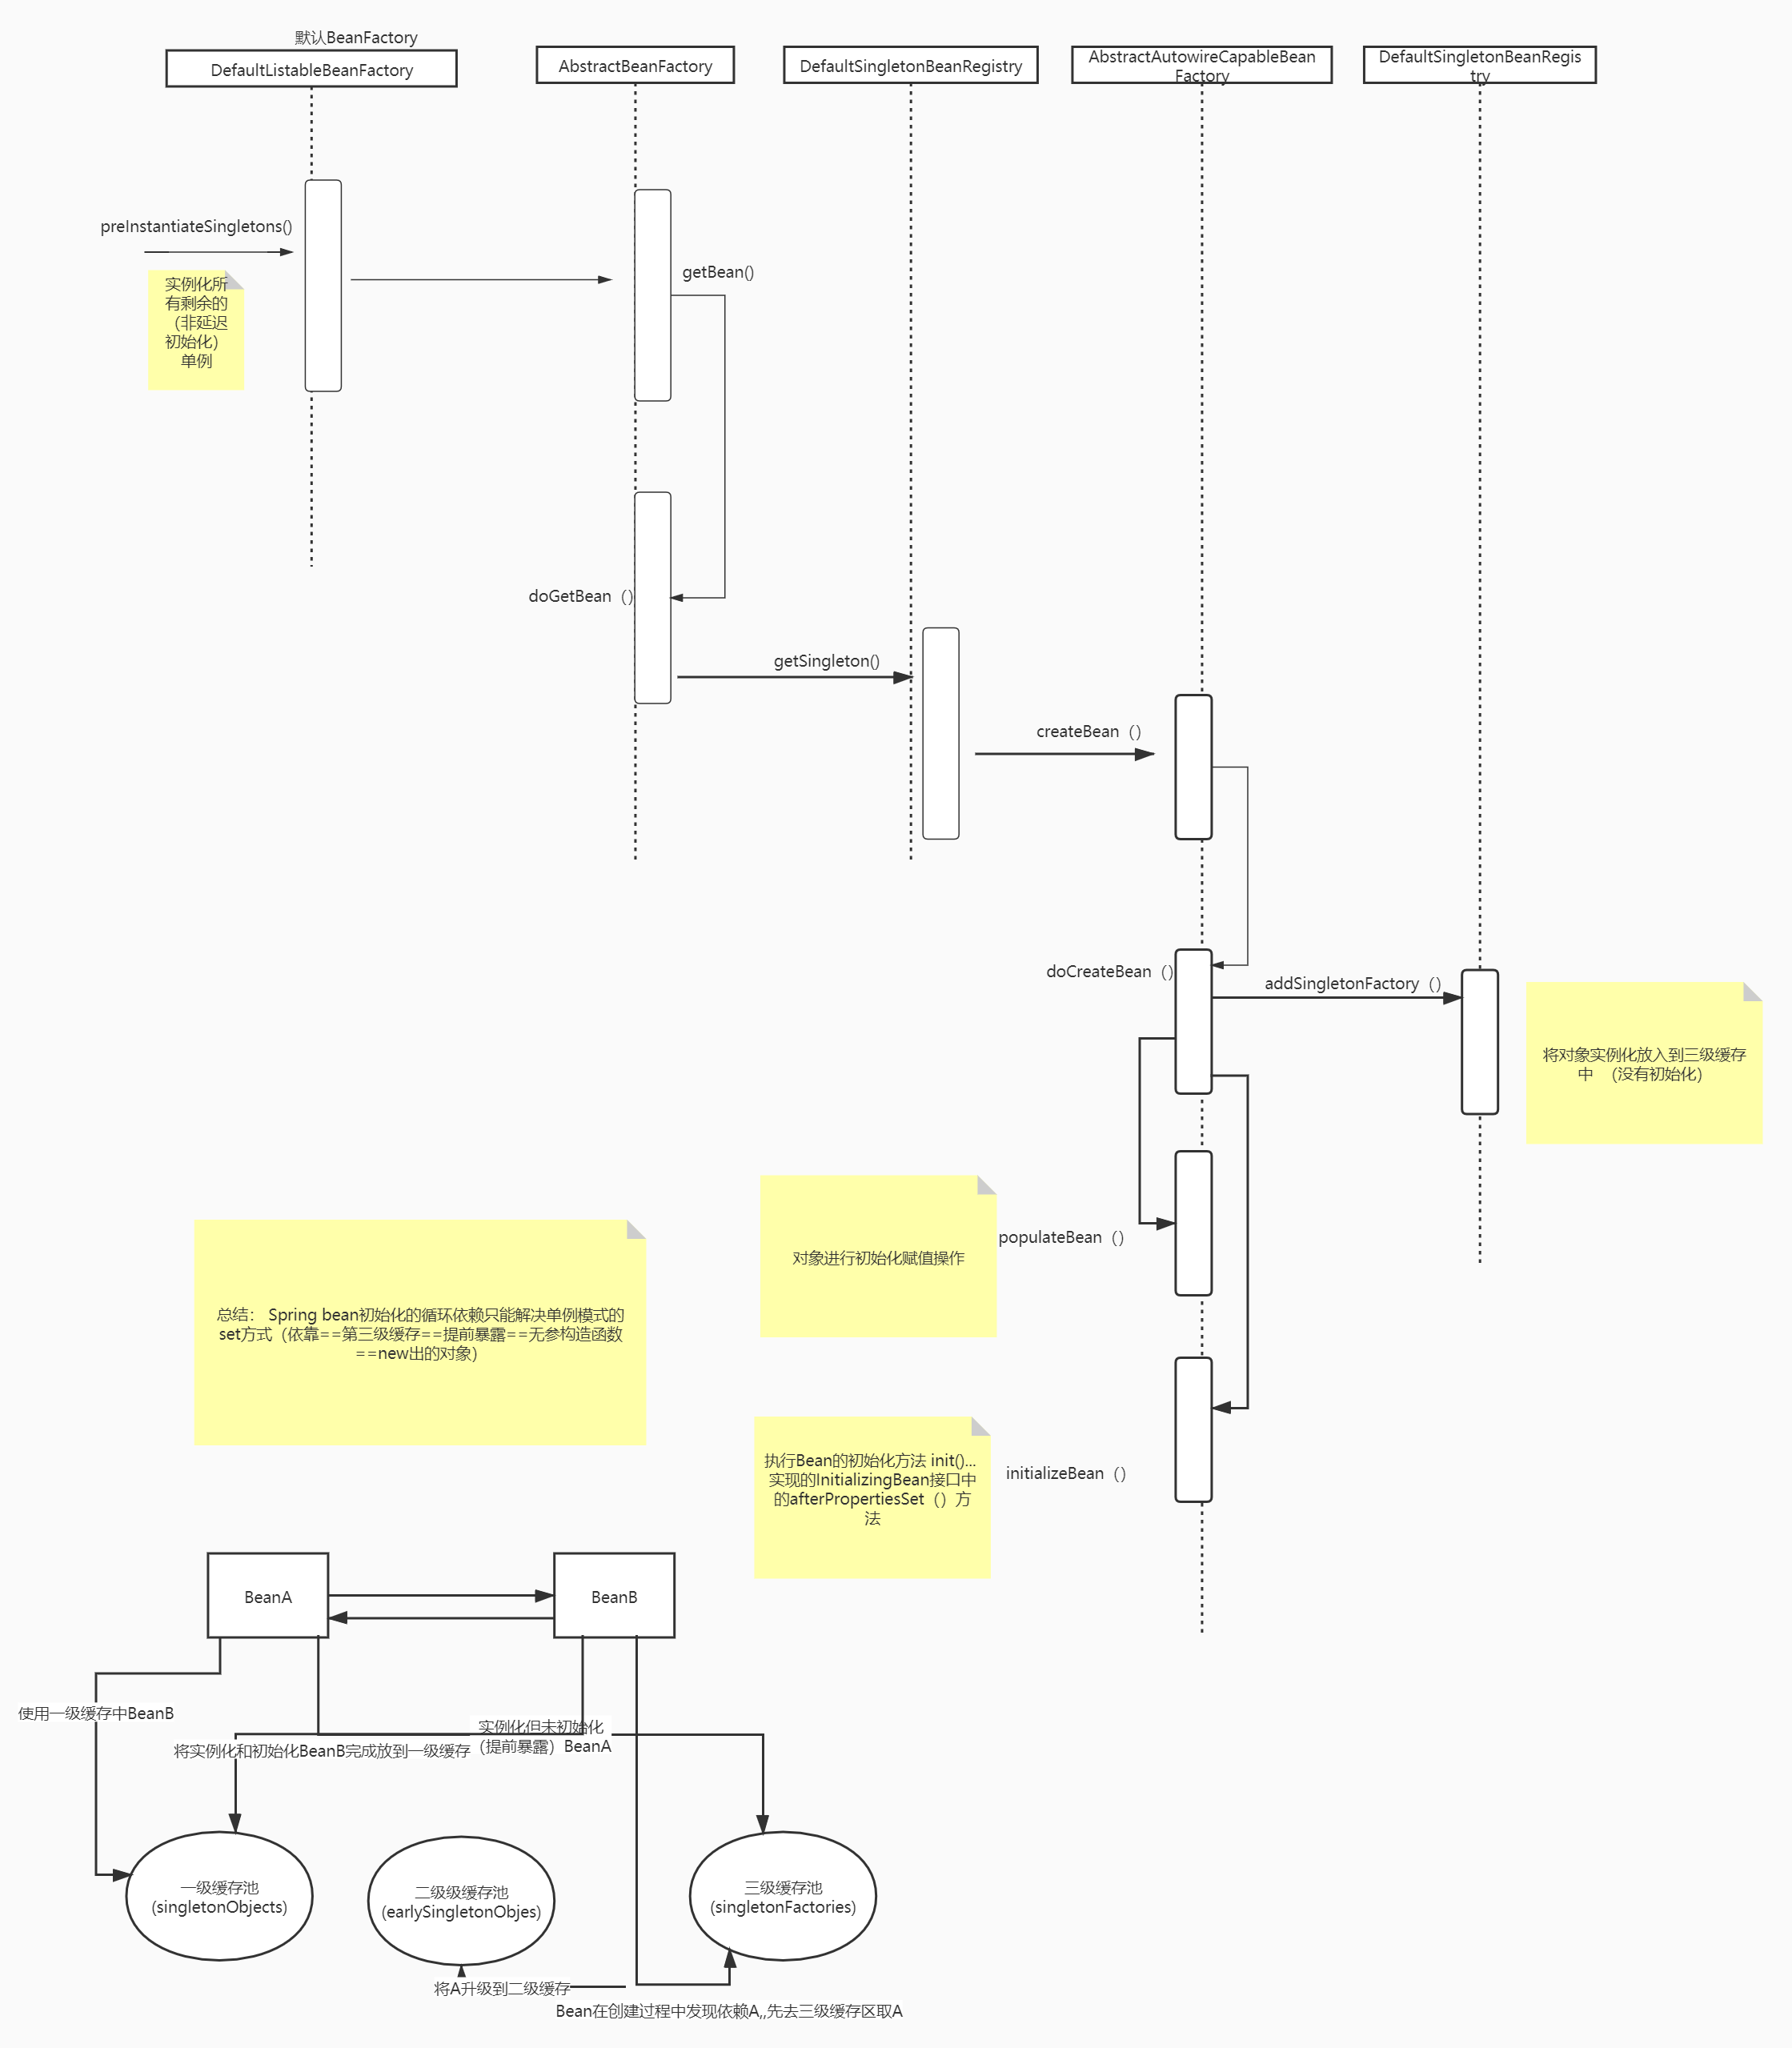 默认BeanFactory
DefaultListableBeanFactory
AbstractBeanFactory
DefaultSingletonBeanRegistry
AbstractAutowireCapableBean
Factory
DefaultSingletonBeanRegis
try
preInstantiateSingletons()
实例化所
有剩余的
（非延迟
初始化）
单例
getBean()
doGetBean（）
getSingleton()
createBean（）
doCreateBean（）
addSingletonFactory（）
将对象实例化放入到三级缓存
中 （没有初始化）
对象进行初始化赋值操作
populateBean（）
总结： Spring bean初始化的循环依赖只能解决单例模式的
set方式（依靠==第三级缓存==提前暴露==无参构造函数
==new出的对象）
执行Bean的初始化方法 init()...
实现的InitializingBean接口中
的afterPropertiesSet（）方
法
initializeBean（）
BeanA
BeanB
使用一级缓存中BeanB
实例化但未初始化
（提前暴露）BeanA
将实例化和初始化BeanB完成放到一级缓存
一级缓存池
(singletonObjects)
二级级缓存池
(earlySingletonObjes)
三级缓存池
(singletonFactories)
将A升级到二级缓存
Bean在创建过程中发现依赖A,,先去三级缓存区取A